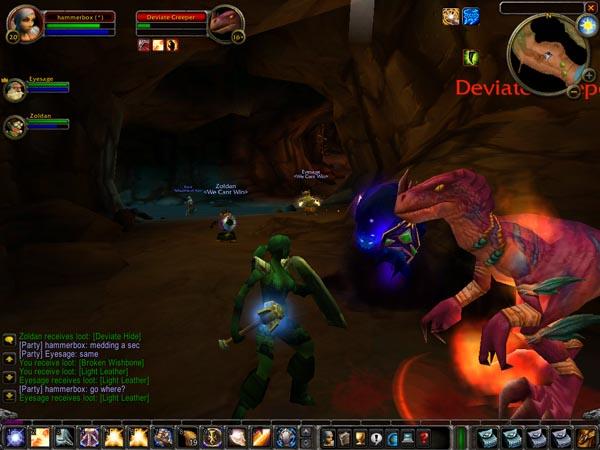 hammerbox (*)
20
Deviate Creeper
16+
N
Eyesage
Zoldan
Deviate
Eyesage
<We Cant Win>
Zoldan
<We Cant Win>
Zoldan receives loot: [Deviate Hide]
[Party] hammerbox: medding a sec
[Party] Eyesage: same
You receive loot: [Broken Wishbone]
You receive loot: [Light Leather]
Eyesage receives loot: [Light Leather]
[Party] hammerbox: go where?
Eyesage receives loot: [Light Leather]